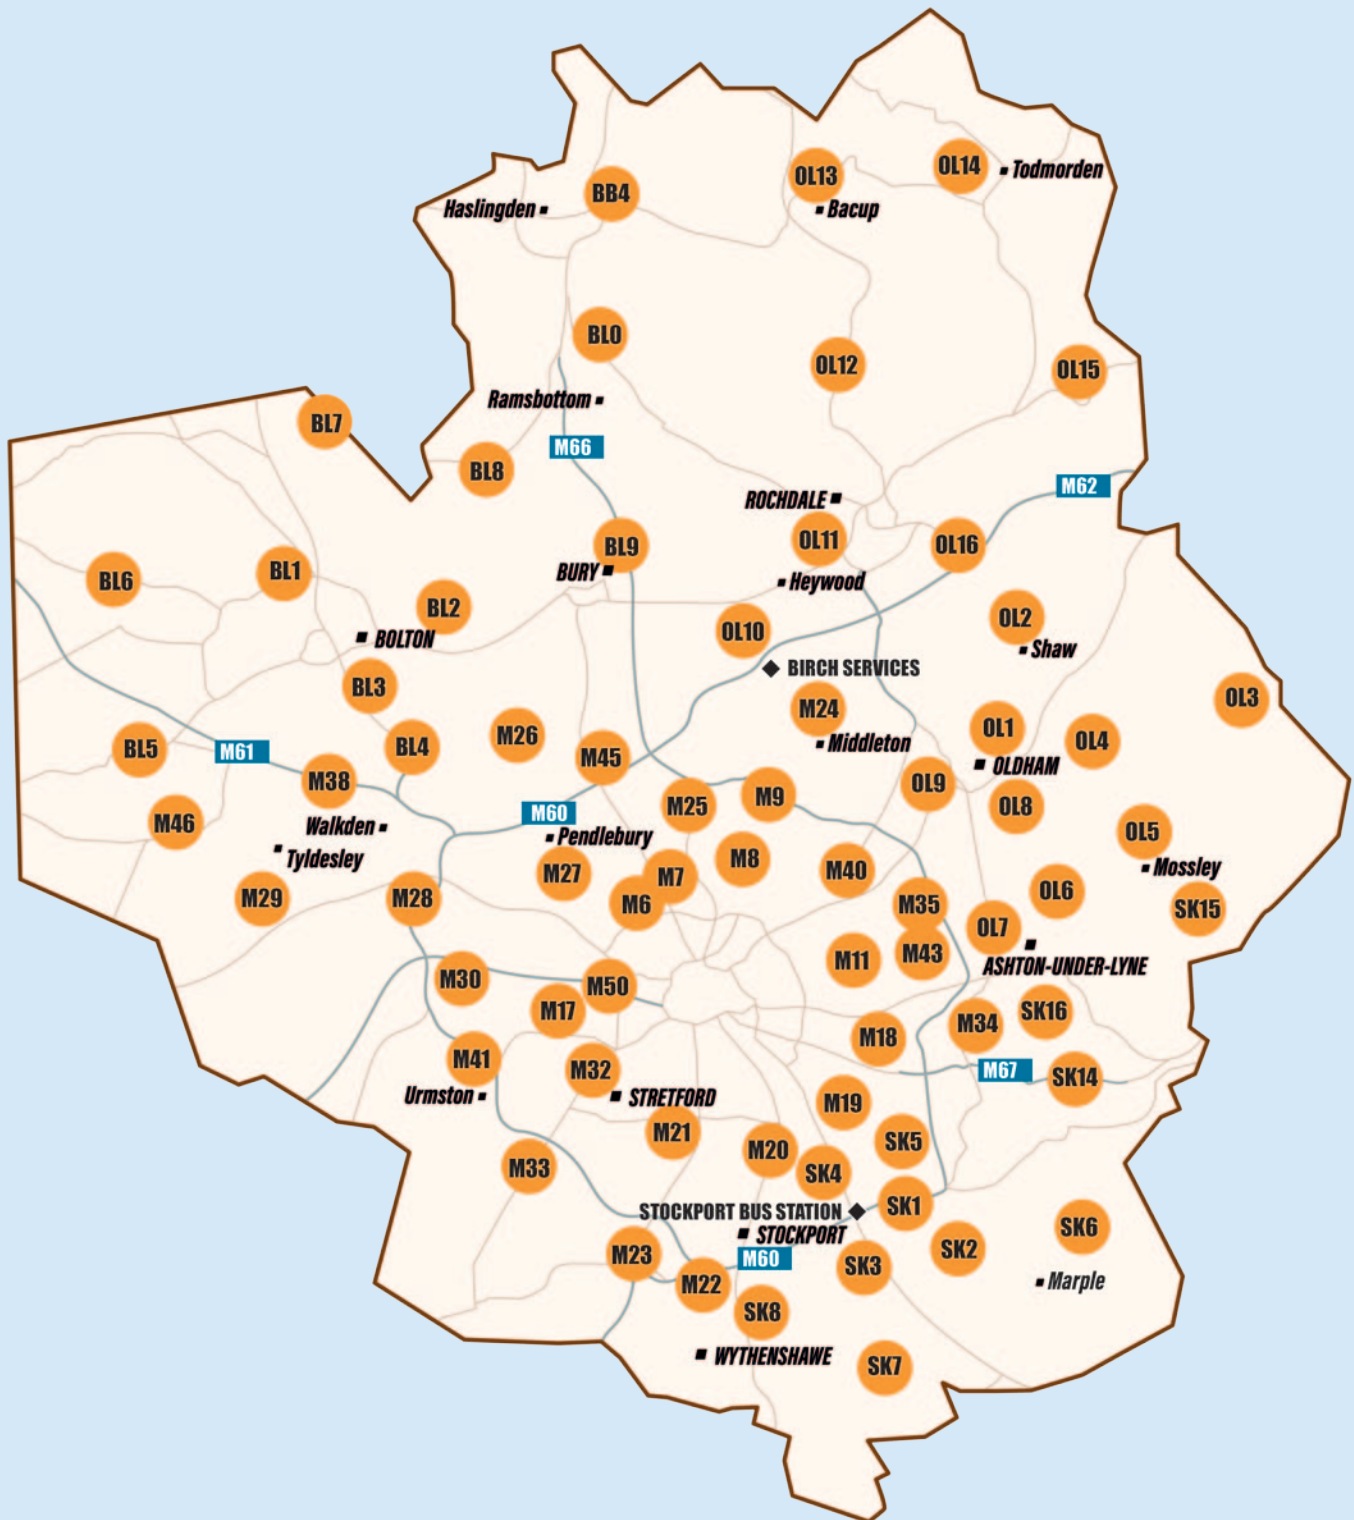 OL14
Todmorden
OL13
BB4
Haslingden
Bacup
BL0
OL12
OL15
Ramsbottom
BL7
M66
BL8
M62
ROCHDALE
OL11
OL16
BL9
BURY
Heywood
BL6
BL1
BL2
OL2
OL10
BOLTON
Shaw
BIRCH SERVICES
BL3
OL3
M24
OL1
M26
OL4
Middleton
BL5
M61
BL4
M45
OLDHAM
M38
OL9
M9
M25
OL8
M60
M46
Walkden
Pendlebury
OL5
Tyldesley
M8
Mossley
M27
M7
M40
OL6
M29
M28
M6
M35
SK15
OL7
M43
M11
ASHTON-UNDER-LYNE
M30
M50
M17
SK16
M34
M18
M41
M32
M67
SK14
Urmston
STRETFORD
M19
M21
SK5
M20
M33
SK4
SK1
STOCKPORT BUS STATION
SK6
STOCKPORT
SK2
M23
M60
SK3
M22
Marple
SK8
WYTHENSHAWE
SK7